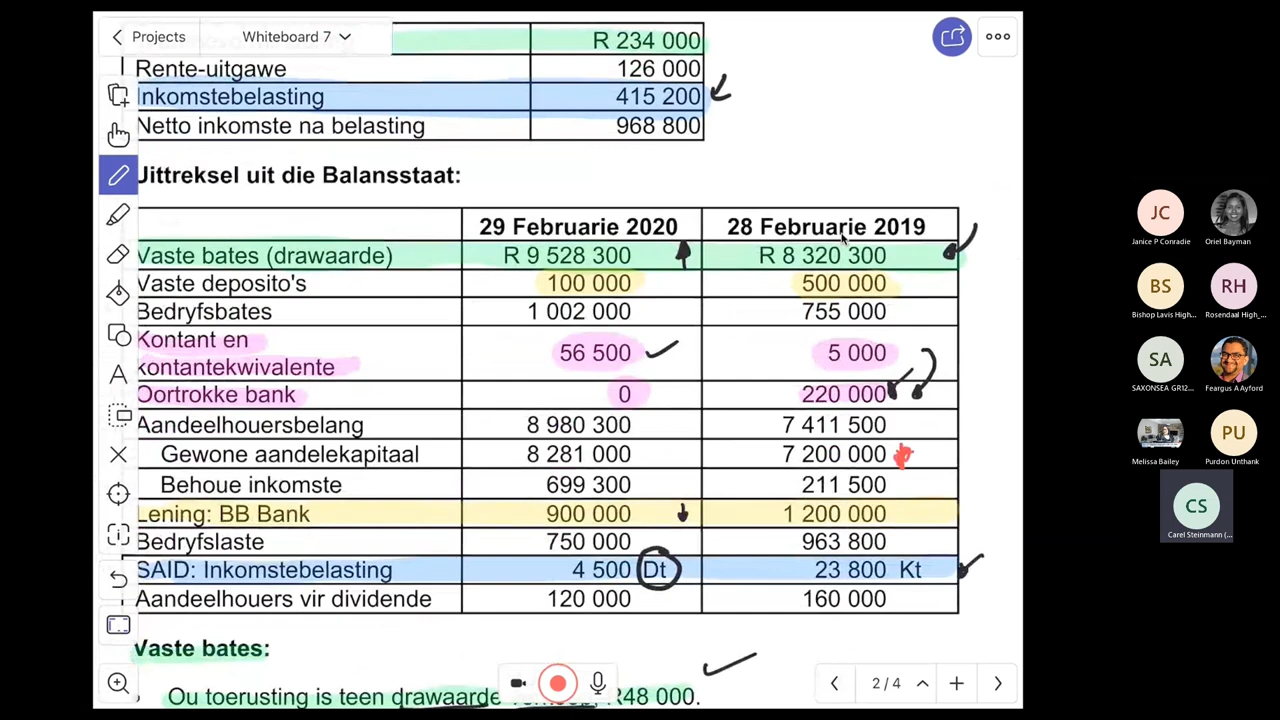 Projects Whiteboard 7
R 234 000
Rente-uitgawe 126 000
Inkomstebelasting 415 200
Netto inkomste na belasting 968 800
Uittreksel uit die Balansstaat:
29 Februarie 2020 28 Februarie 2019
Vaste bates (drawaarde) R 9 528 300 R 8 320 300
Vaste deposito's 100 000 500 000
Bedryfsbates 1 002 000 755 000
Kontant en
kontantekwivalente 56 500 5 000
Oortrokke bank 0 220 000
Aandeelhouersbelang 8 980 300 7 411 500
Gewone aandelekapitaal 8 281 000 7 200 000
Behoue inkomste 699 300 211 500
Lening: BB Bank 900 000 1 200 000
Bedryfslaste 750 000 963 800
SAID: Inkomstebelasting 4 500 Dt 23 800 Kt
Aandeelhouers vir dividende 120 000 160 000
Vaste bates:
Ou toerusting is teen drawaarde R48 000.
2 / 4
JC
Janice P Conradie Oriel Bayman
BS RH
Bishop Lavis High... Rosendaal High_...
SA
SAXONSEA GR12... Feargus A Ayford
PU
Melissa Bailey Purdon Unthank
CS
Carel Steinmann (...